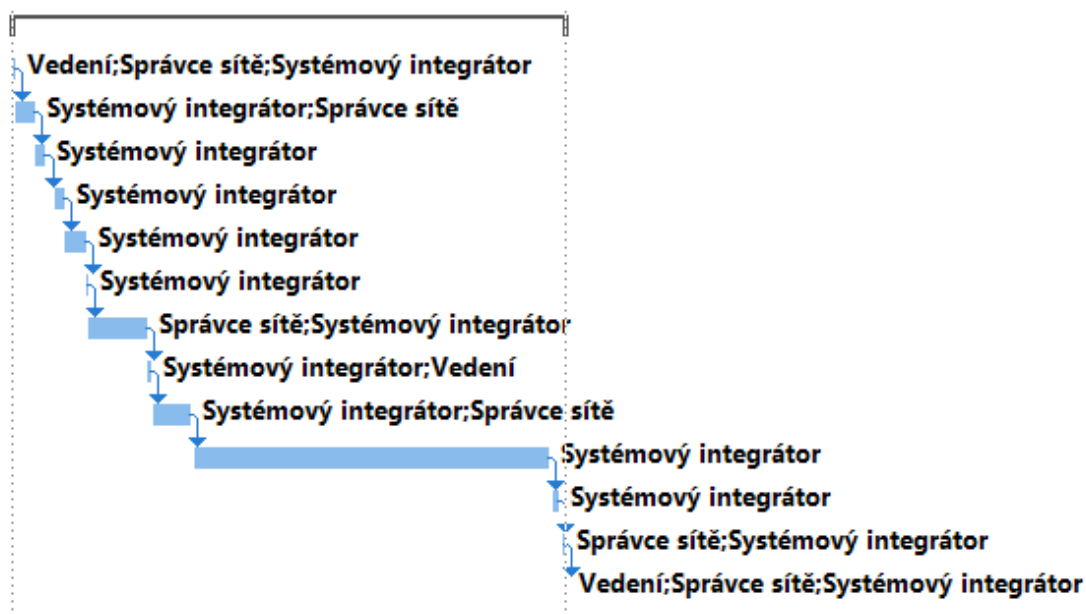 Vedení;Správce sítě;Systémový integrátor
Systémový integrátor;Správce sítě
Systémový integrátor
Systémový integrátor
Systémový integrátor
Systémový integrátor
Správce sítě;Systémový integrátor
Systémový integrátor;Vedení
Systémový integrátor;Správce sítě
Systémový integrátor
Systémový integrátor
Správce sítě;Systémový integrátor
Vedení;Správce sítě;Systémový integrátor